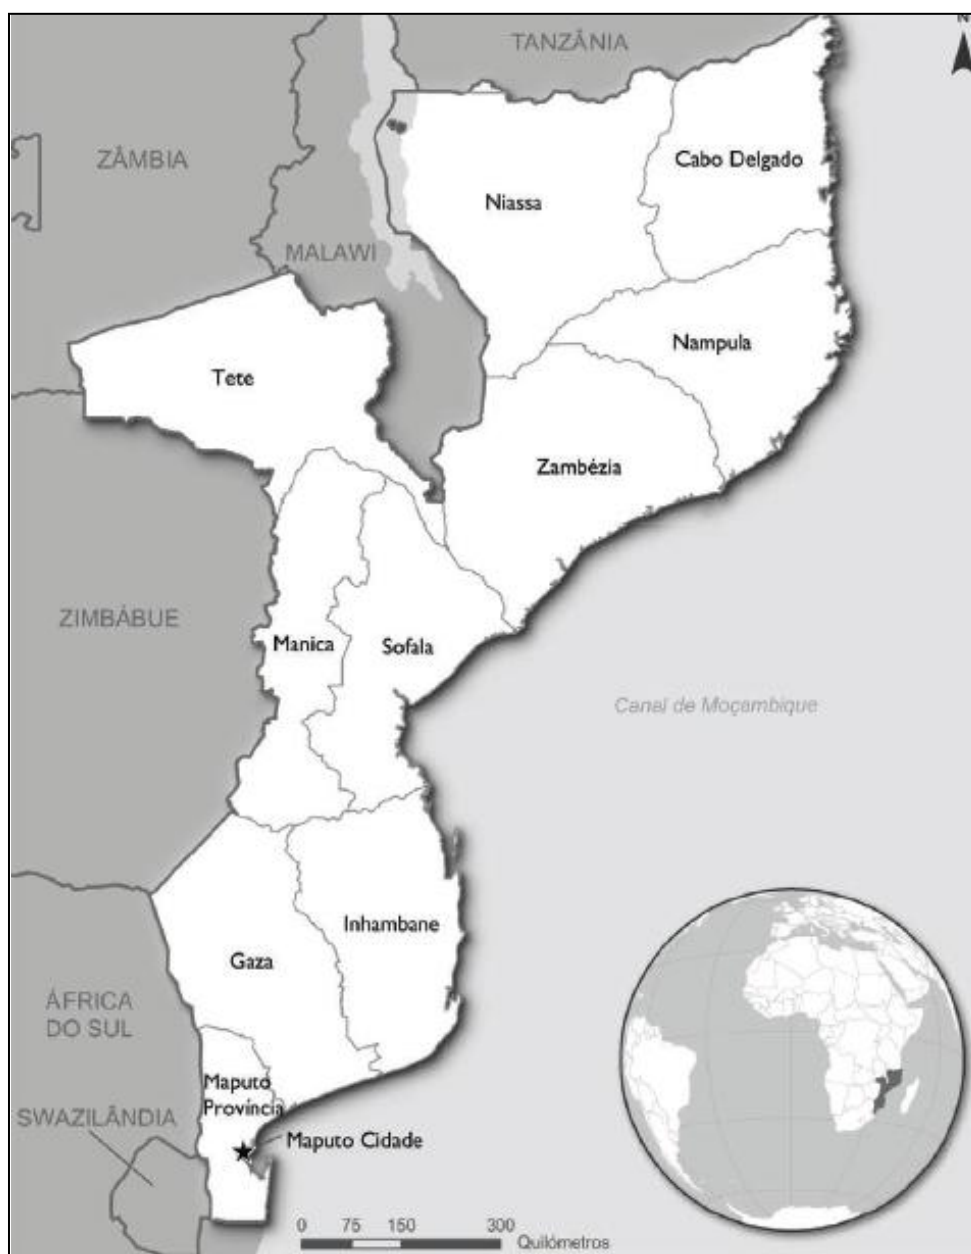 N
TANZÂNIA
ZÂMBIA
Cabo Delgado
Niassa
MALAWI
Nampula
Tete
Zambézia
ZIMBÁBUE
Manica
Sofala
Canal de Moçambique
Inhambane
Gaza
ÁFRICA
DO SUL
Maputo
Província
SWAZILÂNDIA
Maputo Cidade
0 75 150 300
Quilómetros